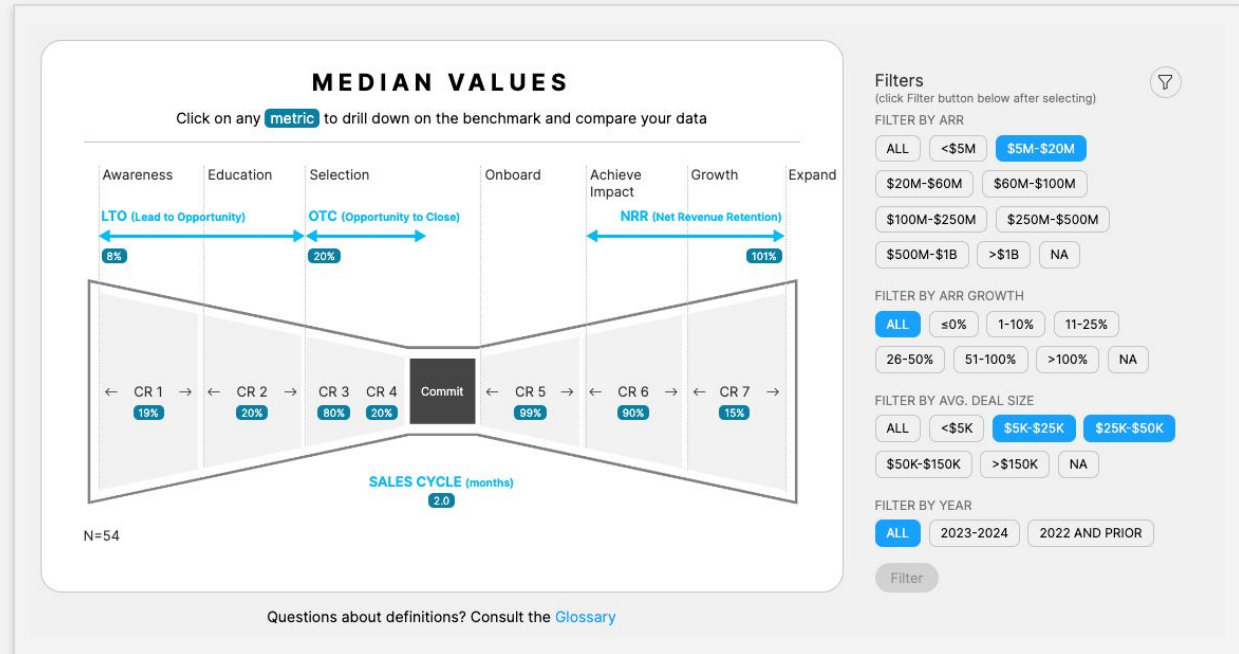 MEDIAN VALUES
Click on any metric to drill down on the benchmark and compare your data
Awareness
Education
Selection
Onboard
Achieve
Impact
Growth
Expand
LTO (Lead to Opportunity)
OTC (Opportunity to Close)
NRR (Net Revenue Retention)
8%
20%
101%
← CR 1 →
← CR 2 →
CR 3
CR 4
Commit
← CR 5 →
← CR 6 →
← CR 7 →
19%
20%
80%
20%
99%
90%
15%
SALES CYCLE (months)
2.0
N=54
Questions about definitions? Consult the Glossary
Filters
(click Filter button below after selecting)
FILTER BY ARR
ALL <$5M $5M-$20M
$20M-$60M $60M-$100M
$100M-$250M $250M-$500M
$500M-$1B >$1B NA
FILTER BY ARR GROWTH
ALL ≤0% 1-10% 11-25%
26-50% 51-100% >100% NA
FILTER BY AVG. DEAL SIZE
ALL <$5K $5K-$25K $25K-$50K
$50K-$150K >$150K NA
FILTER BY YEAR
ALL 2023-2024 2022 AND PRIOR
Filter